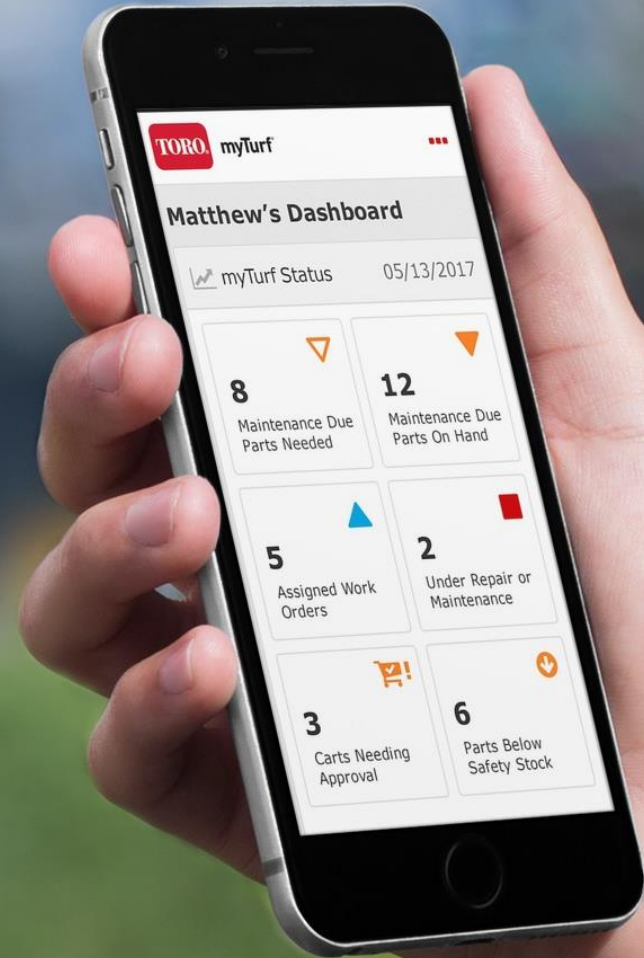 TORO. myTurf
Matthew's Dashboard
myTurf Status 05/13/2017
8
Maintenance Due
Parts Needed
12
Maintenance Due
Parts On Hand
5
Assigned Work
Orders
2
Under Repair or
Maintenance
3
Carts Needing
Approval
6
Parts Below
Safety Stock